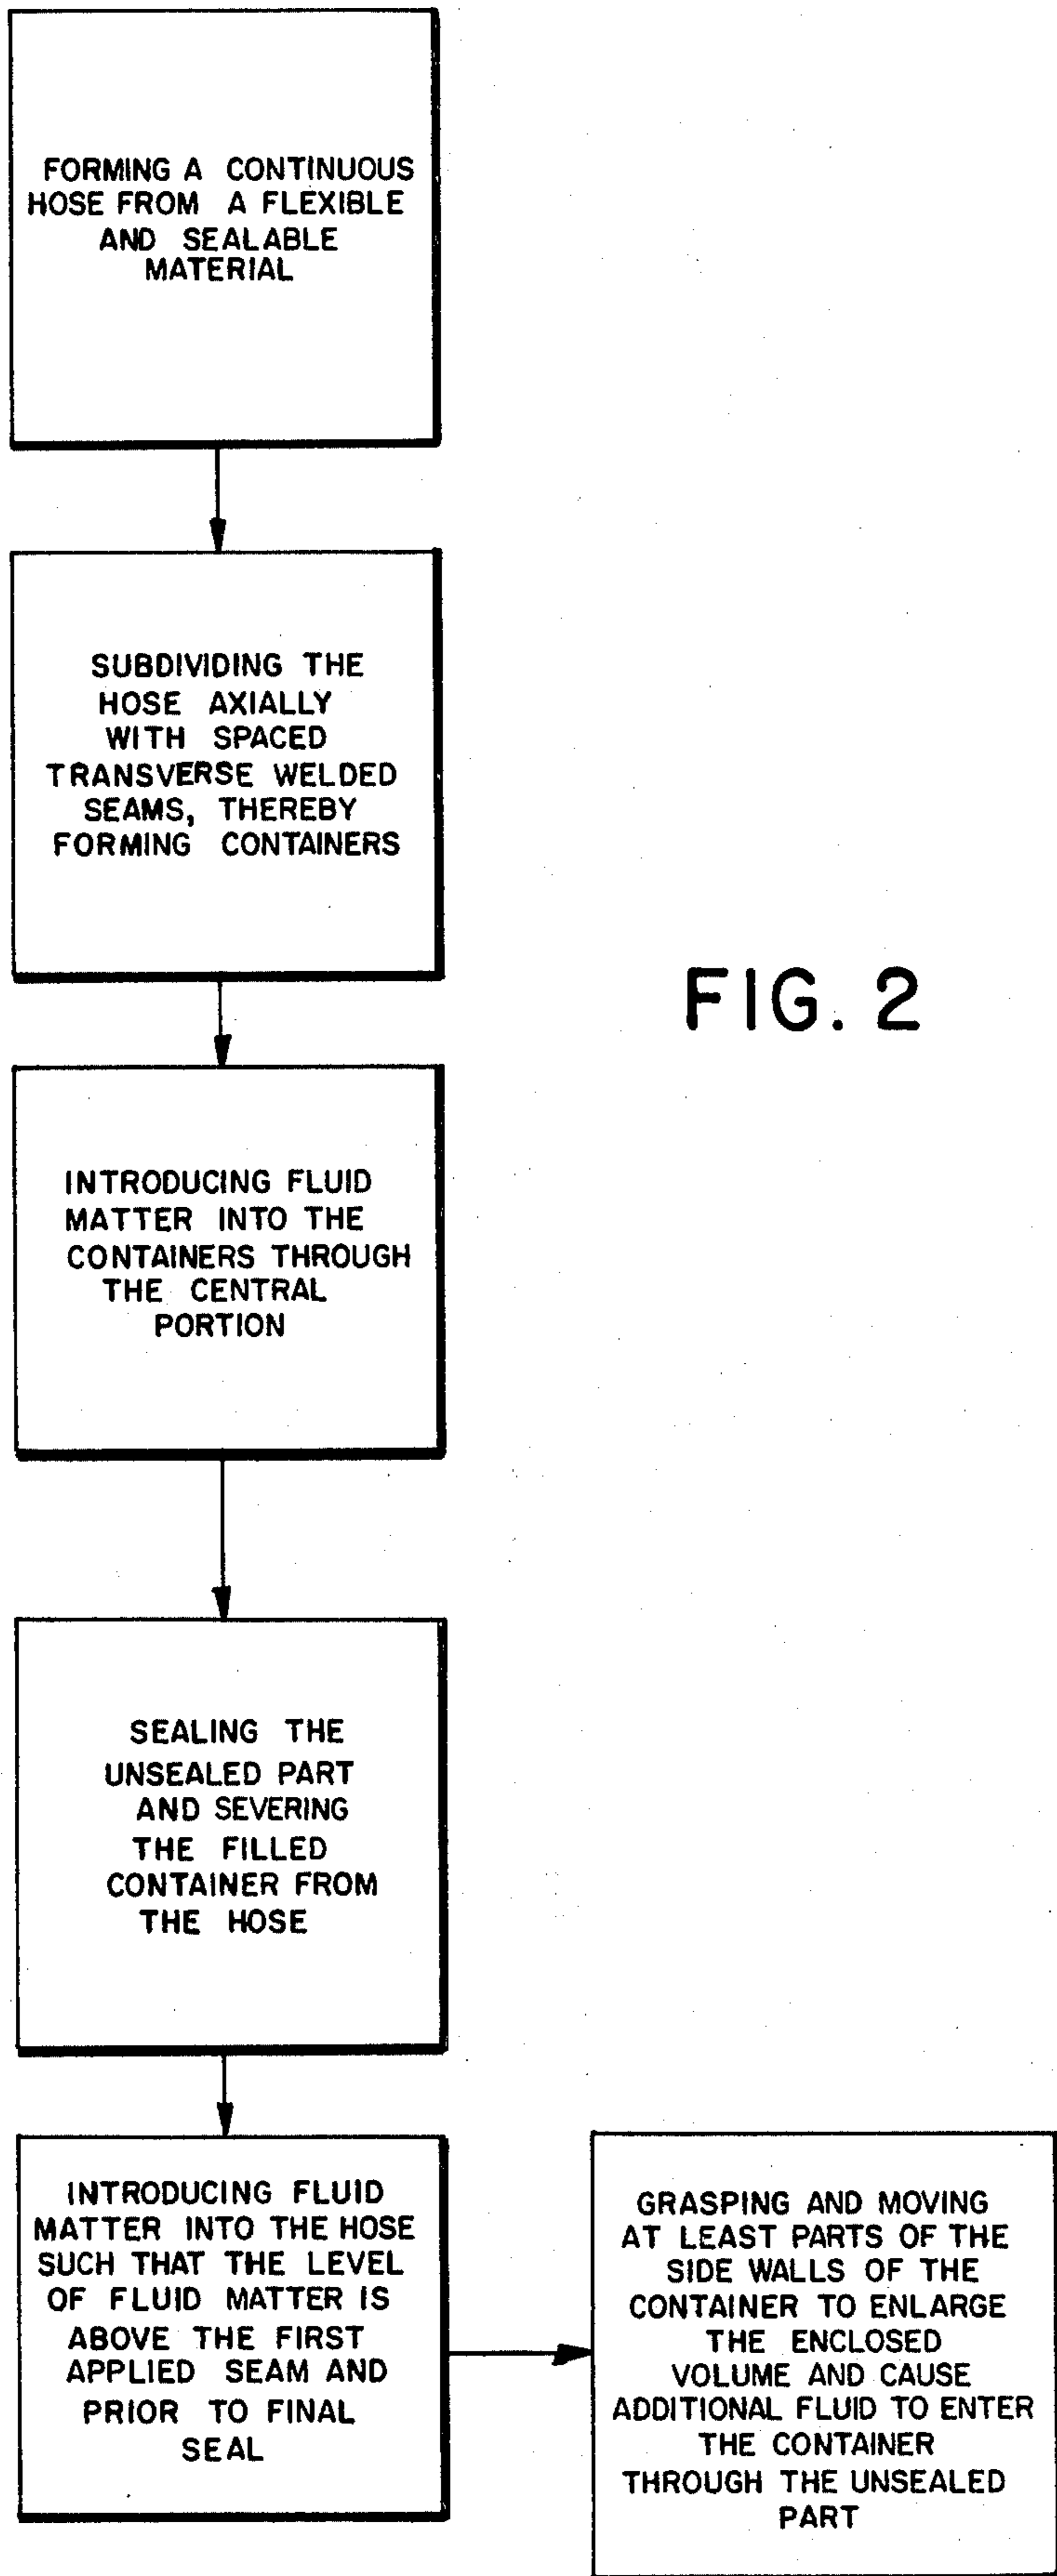 FORMING A CONTINUOUS
HOSE FROM A FLEXIBLE
AND SEALABLE
MATERIAL
SUBDIVIDING THE
HOSE AXIALLY
WITH SPACED
TRANSVERSE WELDED
SEAMS, THEREBY
FORMING CONTAINERS
FIG. 2
INTRODUCING FLUID
MATTER INTO THE
CONTAINERS THROUGH
THE CENTRAL
PORTION
SEALING THE
UNSEALED PART
AND SEVERING
THE FILLED
CONTAINER FROM
THE HOSE
INTRODUCING FLUID
MATTER INTO THE HOSE
SUCH THAT THE LEVEL
OF FLUID MATTER IS
ABOVE THE FIRST
APPLIED SEAM AND
PRIOR TO FINAL
SEAL
GRASPING AND MOVING
AT LEAST PARTS OF THE
SIDE WALLS OF THE
CONTAINER TO ENLARGE
THE ENCLOSED
VOLUME AND CAUSE
ADDITIONAL FLUID TO ENTER
THE CONTAINER
THROUGH THE UNSEALED
PART